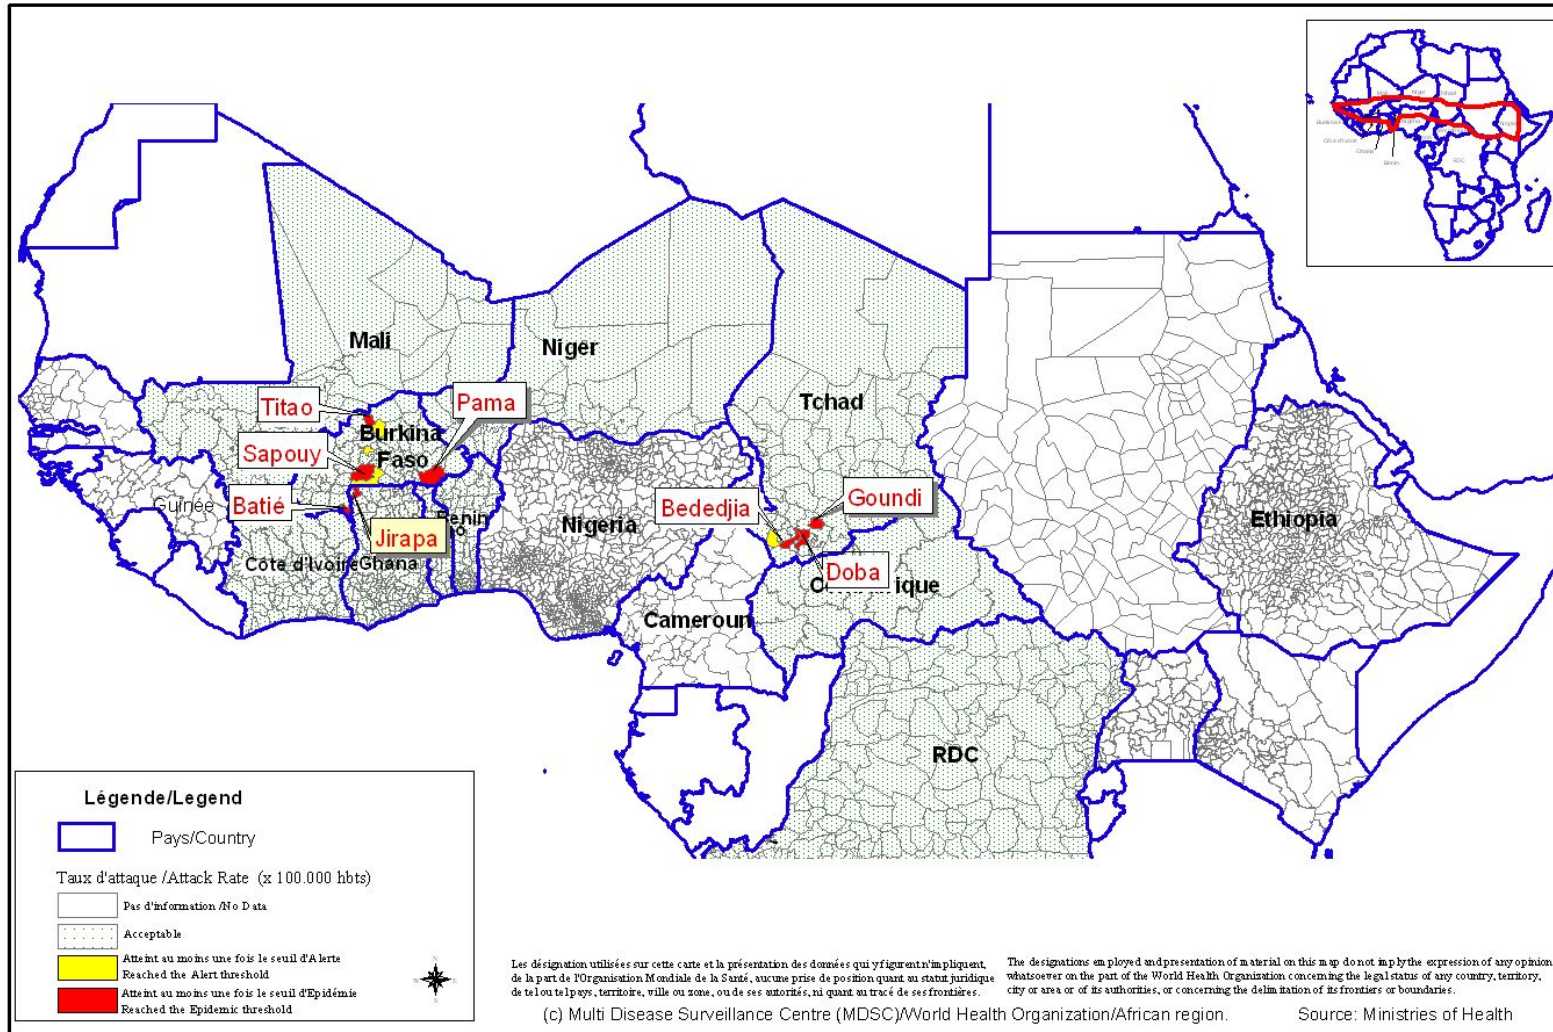 Mali
Niger
Tchad
Titao
Pama
Burkina
Faso
Sapouy
Batié
Jirapa
Guinée
Côte d'Ivoire
Ghana
Nigeria
Bededjia
Goundi
Doba
ique
Cameroun
Ethiopia
RDC
Légende/Legend
Pays/Country
Taux d'attaque /Attack Rate (x 100.000 hbts)
Pas d'information /No Data
Acceptable
Atteint au moins une fois le seuil d'Alerte
Reached the Alert threshold
Atteint au moins une fois le seuil d'Epidémie
Reached the Epidemic threshold
Les désignation utilisées sur cette carte et la présentation des données qui y figurent n'impliquent,
de la part de l'Organisation Mondiale de la Santé, aucune prise de position quant au statut juridique
de tel ou tel pays, territoire, ville ou zone, ou de ses autorités, ni quant au tracé de ses frontières.
The designations employed and presentation of material on this map do not imply the expression of any opinion
whatsoever on the part of the World Health Organization concerning the legal status of any country, territory,
city or area or of its authorities, or concerning the delimitation of its frontiers or boundaries.
(c) Multi Disease Surveillance Centre (MDSC)/World Health Organization/African region.
Source: Ministries of Health